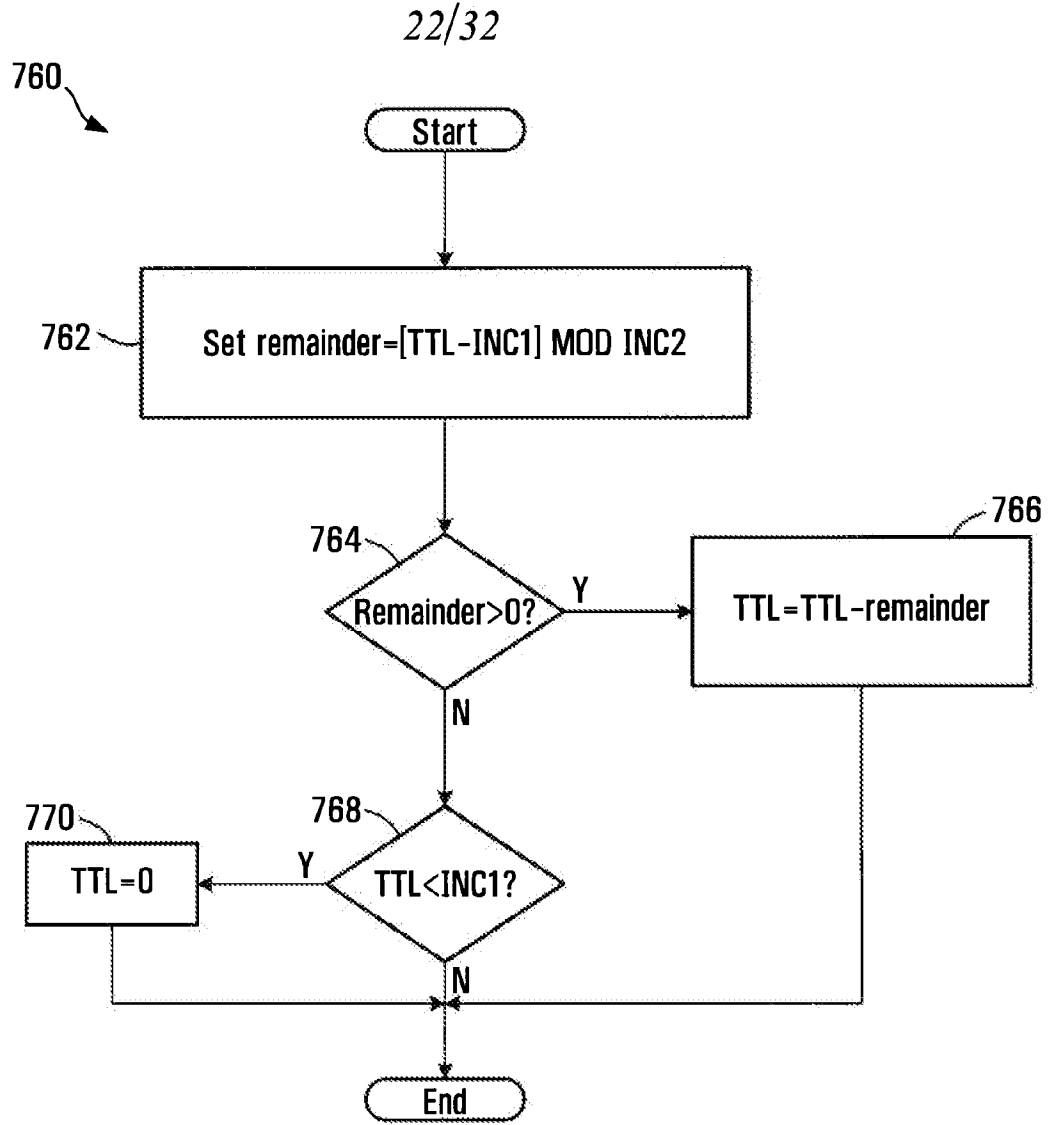 22/32
760
Start
762
Set remainder=[TTL-INC1] MOD INC2
764
766
Remainder>0?
Y
TTL=TTL-remainder
N
770
768
TTL=0
Y
TTL<INC1?
N
End